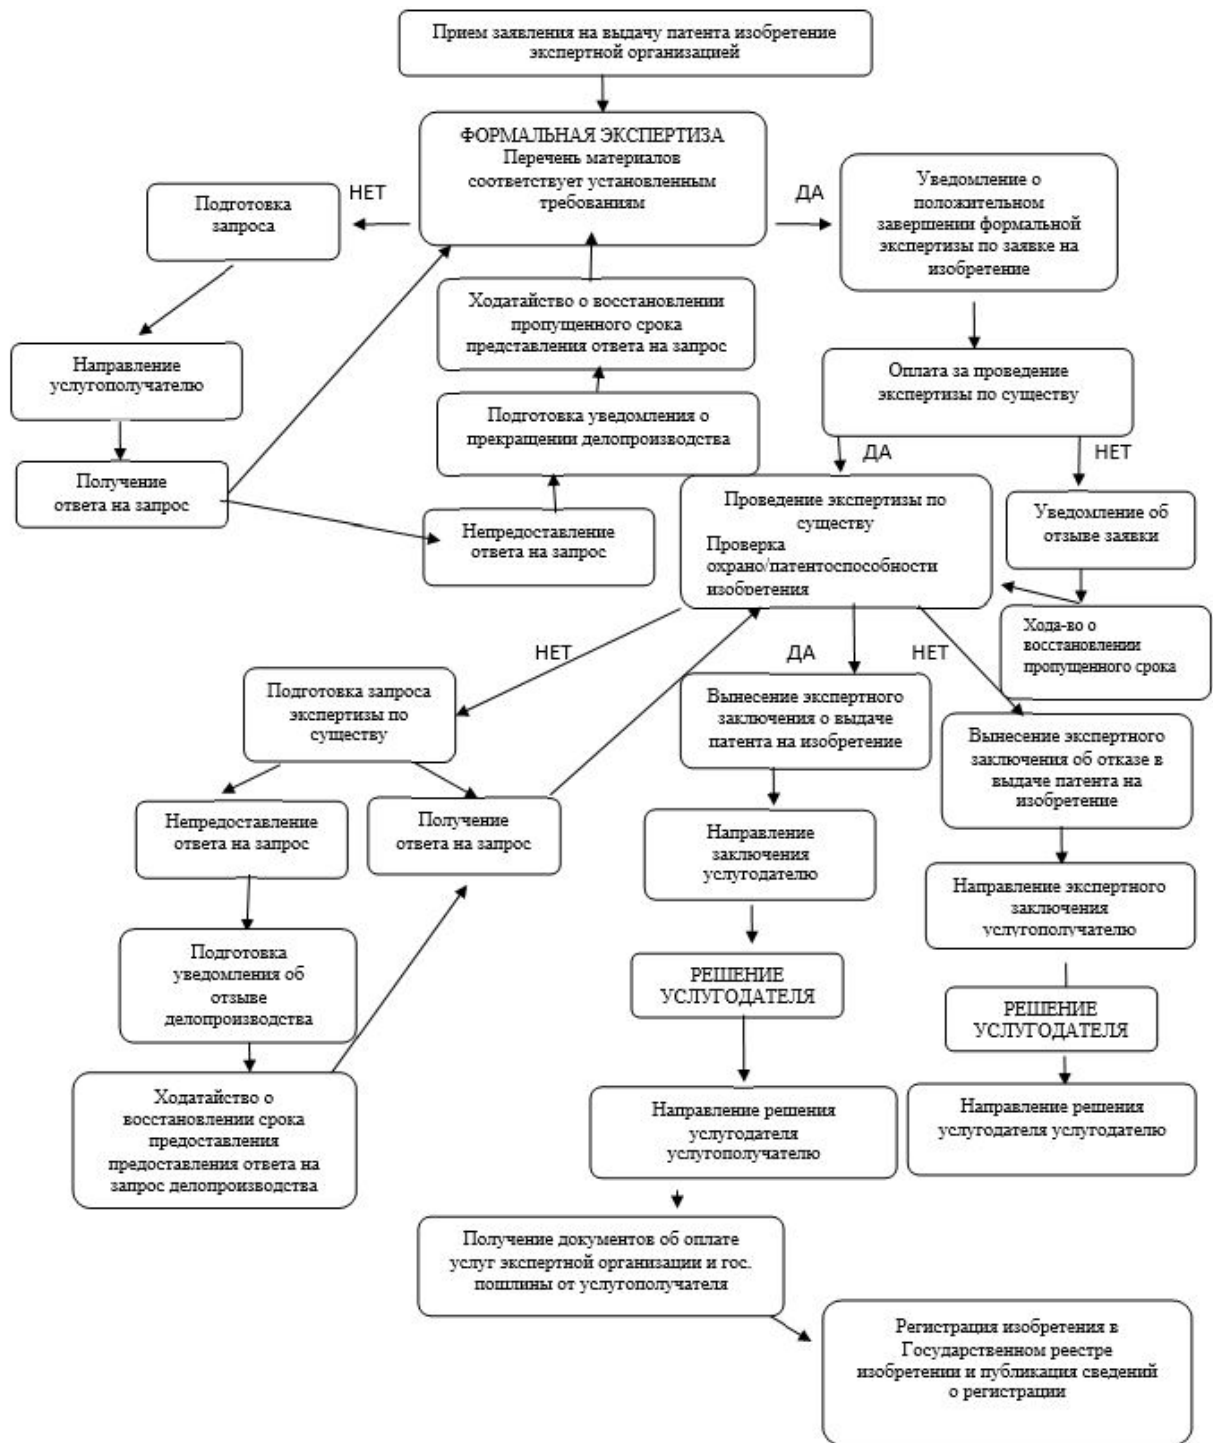 Прием заявления на выдачу патента изобретение
экспертной организацией
ФОРМАЛЬНАЯ ЭКСПЕРТИЗА
Перечень материалов
соответствует установленным
требованиям
НЕТ
ДА
Подготовка
запроса
Уведомление о
положительном
завершении формальной
экспертизы по заявке на
изобретение
Ходатайство о восстановлении
пропущенного срока
представления ответа на запрос
Направление
услугополучателю
Оплата за проведение
экспертизы по существу
Подготовка уведомления о
прекращении делопроизводства
ДА
НЕТ
Получение
ответа на запрос
Непредоставление
ответа на запрос
Проведение экспертизы по
существу
Проверка
охрано/патентоспособности
изобретения
Уведомление об
отзыве заявки
Хода-во о
восстановлении
пропущенного срока
НЕТ
ДА
НЕТ
Подготовка запроса
экспертизы по
существу
Вынесение экспертного
заключения о выдаче
патента на изобретение
Вынесение экспертного
заключения об отказе в
выдаче патента на
изобретение
Непредоставление
ответа на запрос
Получение
ответа на запрос
Направление
заключения
услугодателю
Направление экспертного
заключения
услугополучателю
Подготовка
уведомления об
отзыве
делопроизводства
РЕШЕНИЕ
УСЛУГОДАТЕЛЯ
РЕШЕНИЕ
УСЛУГОДАТЕЛЯ
Ходатайство о
восстановлении срока
предоставления
предоставления ответа на
запрос делопроизводства
Направление решения
услугодателя
услугополучателю
Направление решения
услугодателя услугодателю
Получение документов об оплате
услуг экспертной организации и гос.
пошлины от услугополучателя
Регистрация изобретения в
Государственном реестре
изобретении и публикация сведений
о регистрации